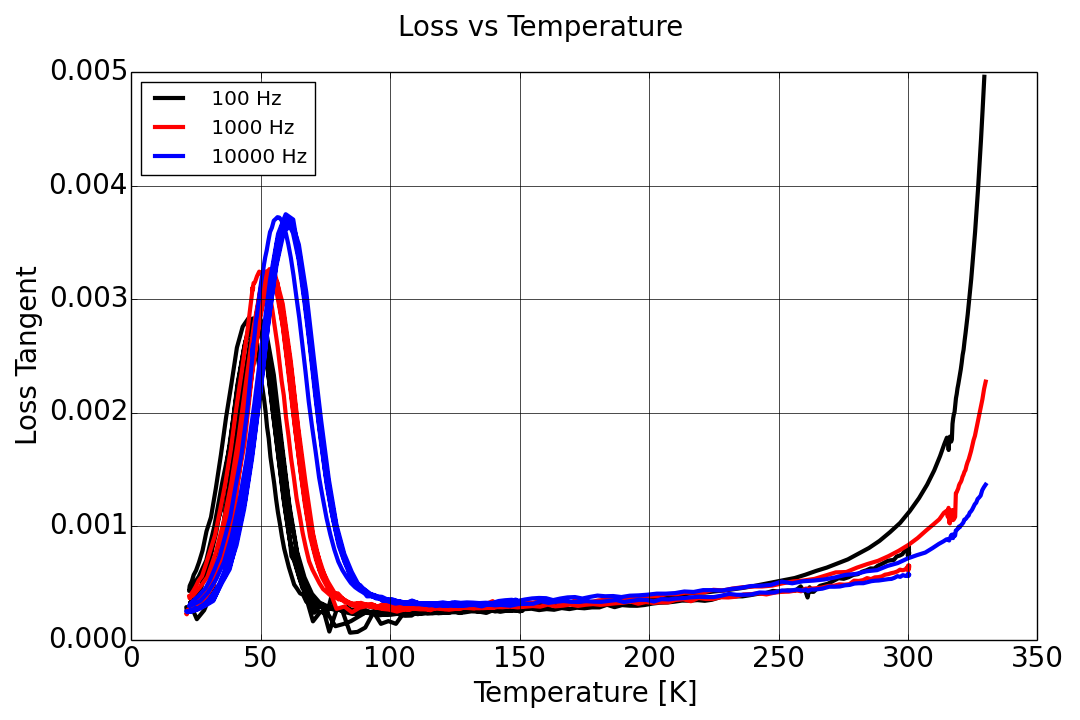 Loss vs Temperature
0.005
0.004
0.003
0.002
0.001
0.000
Loss Tangent
100 Hz
1000 Hz
10000 Hz
0 50 100 150 200 250 300 350
Temperature [K]